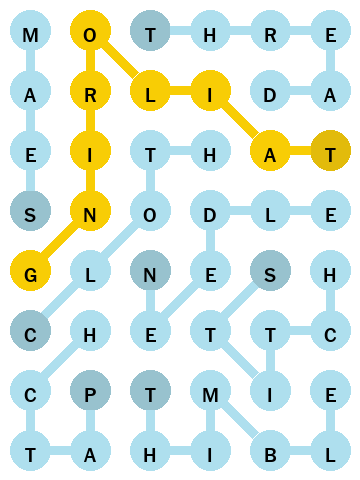 M O T H R E
A R L I D A
E I T H A T
S N O D L E
G L N E S H
C H E T T C
C P T M I E
T A H I B L